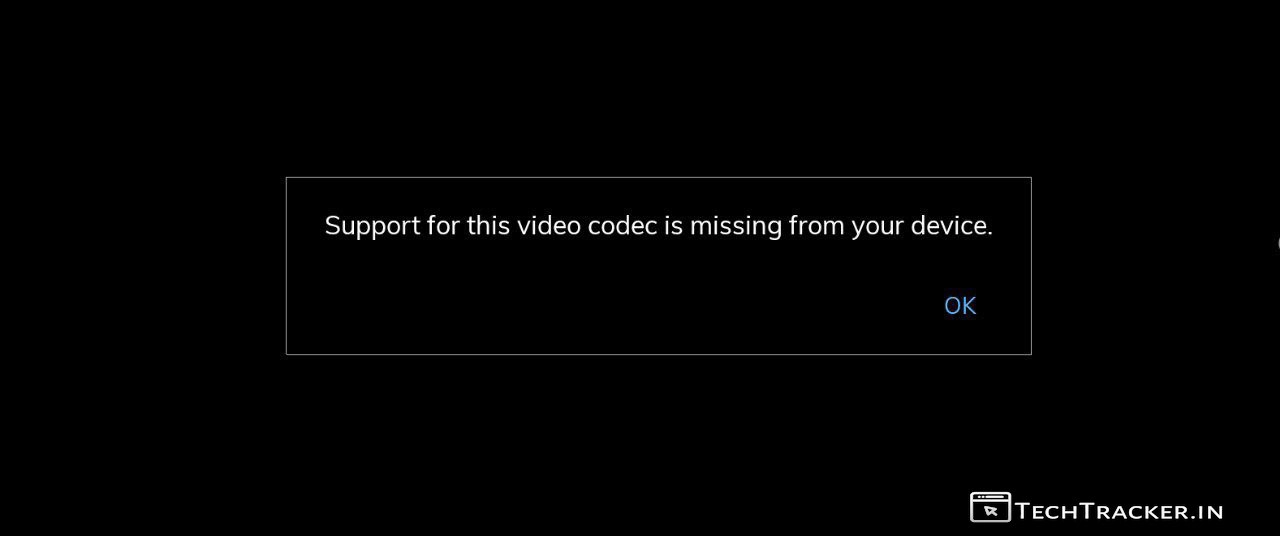 Support for this video codec is missing from your device.
OK
TECHTRACKER.IN